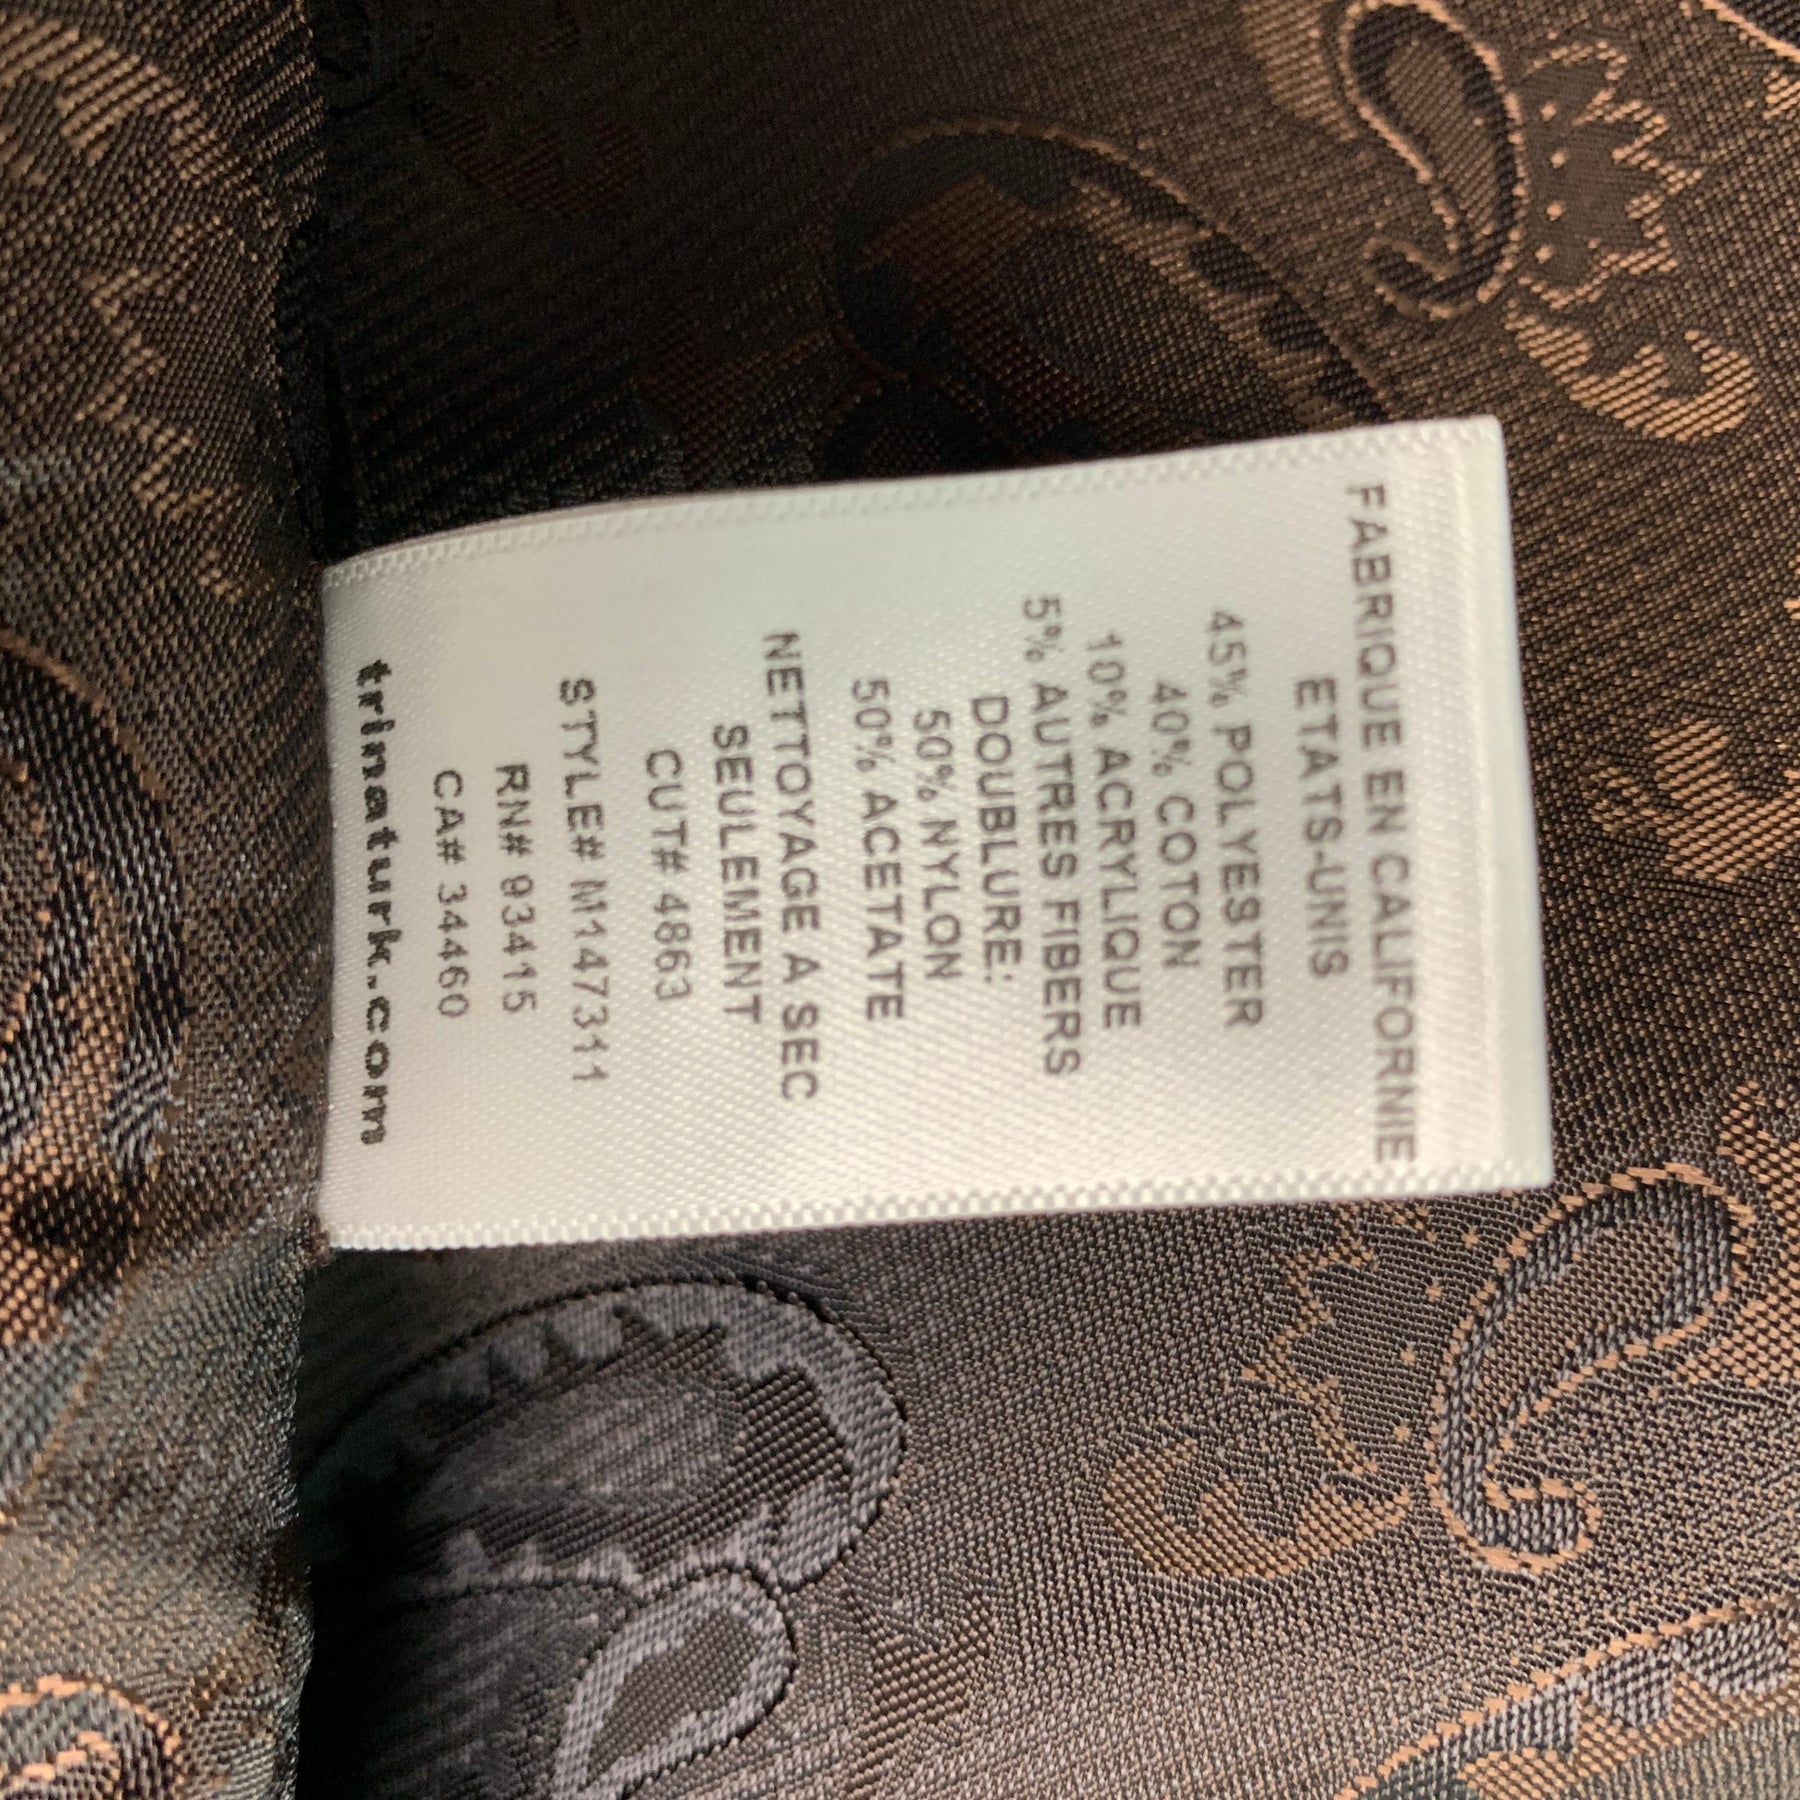 FABRIQUE EN CALIFORNIE
ETATS-UNIS
45% POLYESTER
40% COTON
10% ACRYLIQUE
5% AUTRES FIBERS
DOUBLURE:
50% NYLON
50% ACETATE
NETTOYAGE A SEC
SEULEMENT
CUT# 4863
STYLE# M147311
RN# 93415
CA# 34460
trinaturk.com